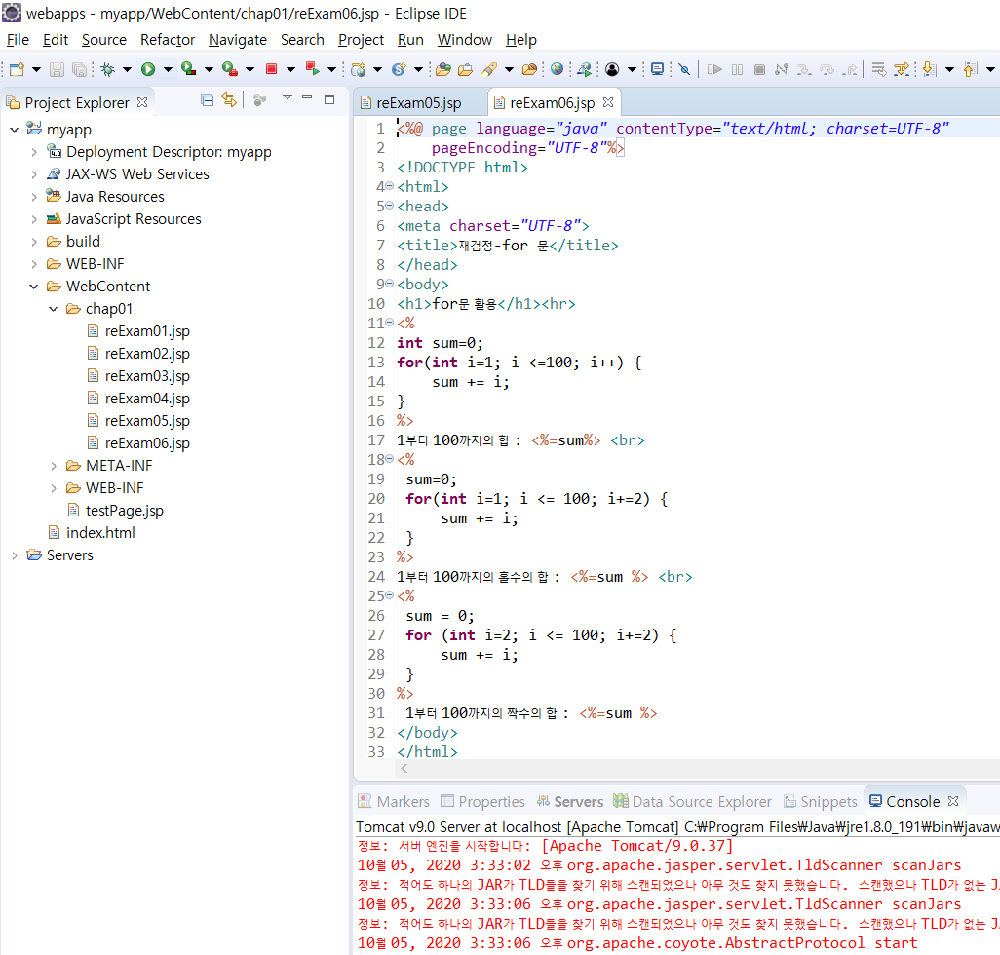 webapps - myapp/WebContent/chap01/reExam06.jsp - Eclipse IDE
File Edit Source Refactor Navigate Search Project Run Window Help
Project Explorer
myapp
Deployment Descriptor: myapp
JAX-WS Web Services
Java Resources
JavaScript Resources
build
WEB-INF
WebContent
chap01
reExam01.jsp
reExam02.jsp
reExam03.jsp
reExam04.jsp
reExam05.jsp
reExam06.jsp
META-INF
WEB-INF
testPage.jsp
index.html
Servers
reExam05.jsp reExam06.jsp
1 <%@ page language="java" contentType="text/html; charset=UTF-8"
2 pageEncoding="UTF-8"%>
3 <!DOCTYPE html>
4 <html>
5 <head>
6 <meta charset="UTF-8">
7 <title>재검정-for 문</title>
8 </head>
9 <body>
10 <h1>for문 활용</h1><hr>
11 <%
12 int sum=0;
13 for(int i=1; i <=100; i++) {
14 sum += i;
15 }
16 %>
17 1부터 100까지의 합 : <%=sum%> <br>
18 <%
19 sum=0;
20 for(int i=1; i <= 100; i+=2) {
21 sum += i;
22 }
23 %>
24 1부터 100까지의 홀수의 합 : <%=sum %> <br>
25 <%
26 sum = 0;
27 for (int i=2; i <= 100; i+=2) {
28 sum += i;
29 }
30 %>
31 1부터 100까지의 짝수의 합 : <%=sum %>
32 </body>
33 </html>
Markers Properties Servers Data Source Explorer Snippets Console
Tomcat v9.0 Server at localhost [Apache Tomcat] C:₩Program Files₩Java₩jre1.8.0_191₩bin₩javaw
정보: 서버 엔진을 시작합니다: [Apache Tomcat/9.0.37]
10월 05, 2020 3:33:02 오후 org.apache.jasper.servlet.TldScanner scanJars
정보: 적어도 하나의 JAR가 TLD들을 찾기 위해 스캔되었으나 아무 것도 찾지 못했습니다. 스캔했으나 TLD가 없는 JA
10월 05, 2020 3:33:06 오후 org.apache.jasper.servlet.TldScanner scanJars
정보: 적어도 하나의 JAR가 TLD들을 찾기 위해 스캔되었으나 아무 것도 찾지 못했습니다. 스캔했으나 TLD가 없는 JA
10월 05, 2020 3:33:06 오후 org.apache.coyote.AbstractProtocol start